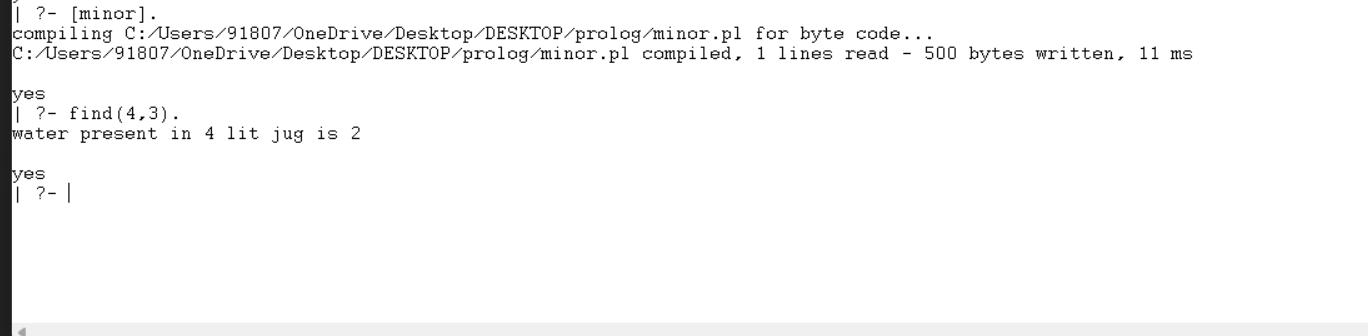 | ?- [minor].
compiling C:/Users/91807/OneDrive/Desktop/DESKTOP/prolog/minor.pl for byte code...
C:/Users/91807/OneDrive/Desktop/DESKTOP/prolog/minor.pl compiled, 1 lines read - 500 bytes written, 11 ms
yes
| ?- find(4,3).
water present in 4 lit jug is 2
yes
| ?-